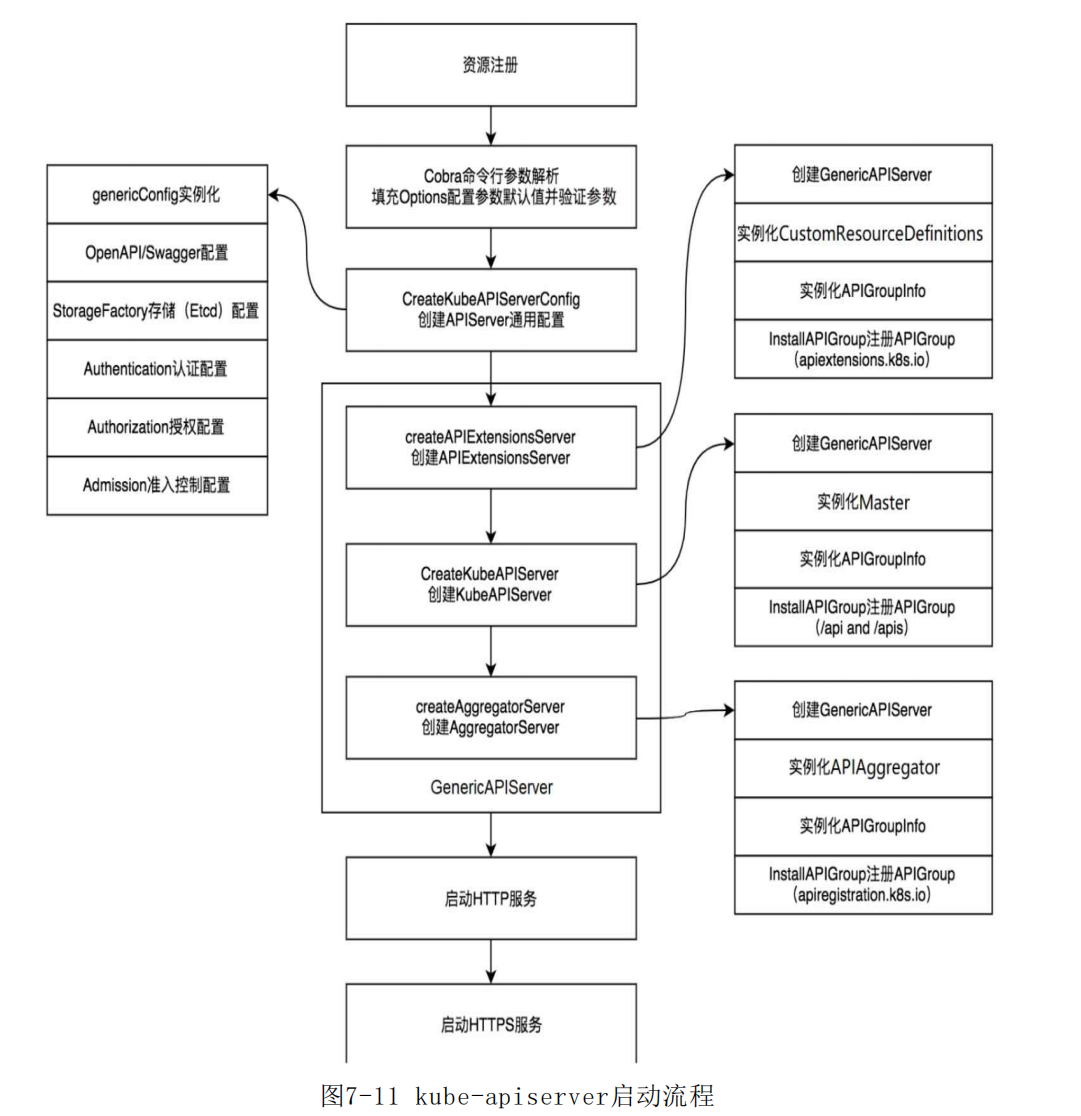 资源注册
Cobra命令行参数解析
填充Options配置参数默认值并验证参数
CreateKubeAPIServerConfig
创建APIServer通用配置
genericConfig实例化
OpenAPI/Swagger配置
StorageFactory存储（Etcd）配置
Authentication认证配置
Authorization授权配置
Admission准入控制配置
createAPIExtensionsServer
创建APIExtensionsServer
CreateKubeAPIServer
创建KubeAPIServer
createAggregatorServer
创建AggregatorServer
GenericAPIServer
创建GenericAPIServer
实例化CustomResourceDefinitions
实例化APIGroupInfo
InstallAPIGroup注册APIGroup
（apiextensions.k8s.io）
创建GenericAPIServer
实例化Master
实例化APIGroupInfo
InstallAPIGroup注册APIGroup
（/api and /apis）
创建GenericAPIServer
实例化APIAggregator
实例化APIGroupInfo
InstallAPIGroup注册APIGroup
（apiregistration.k8s.io）
启动HTTP服务
启动HTTPS服务
图7-11 kube-apiserver启动流程